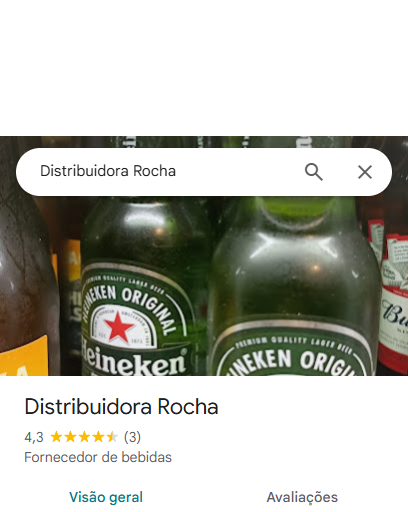 Distribuidora Rocha
PREMIUM QUALITY LAGER BEER
HEINEKEN ORIGINAL
Heineken
PREMIUM QUALITY LAGER BEER
HEINEKEN ORIGI
Distribuidora Rocha
4,3 (3)
Fornecedor de bebidas
Visão geral
Avaliações